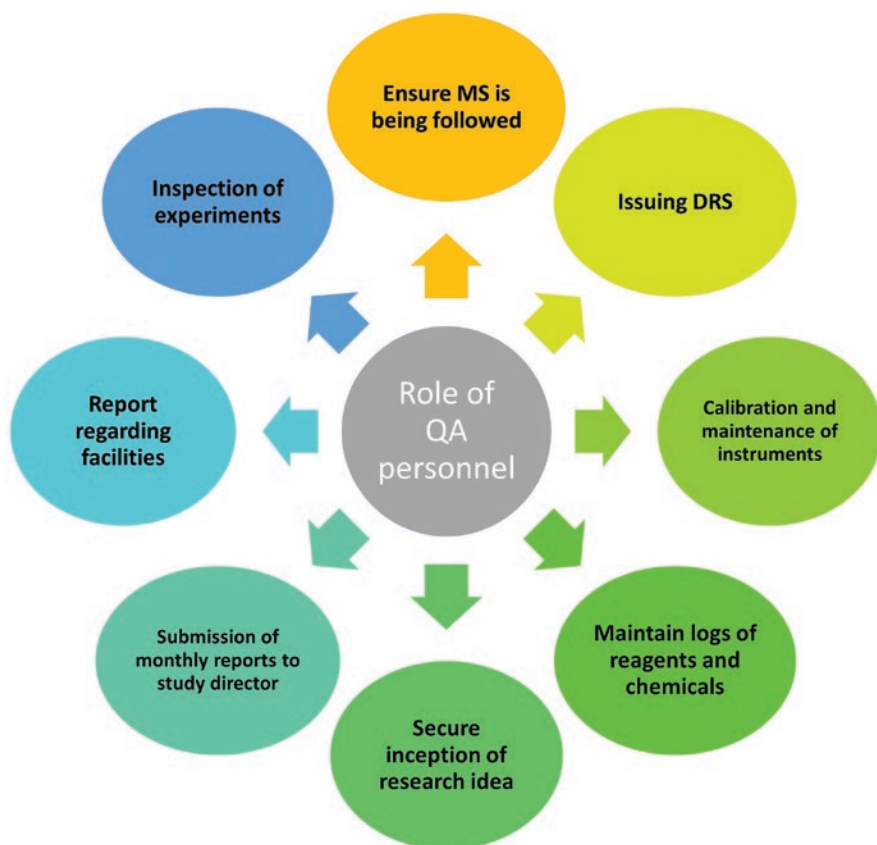 Ensure MS is
being followed
Issuing DRS
Calibration and
maintenance of
instruments
Maintain logs of
reagents and
chemicals
Secure
inception of
research idea
Submission of
monthly reports to
study director
Report
regarding
facilities
Inspection of
experiments
Role of
QA
personnel